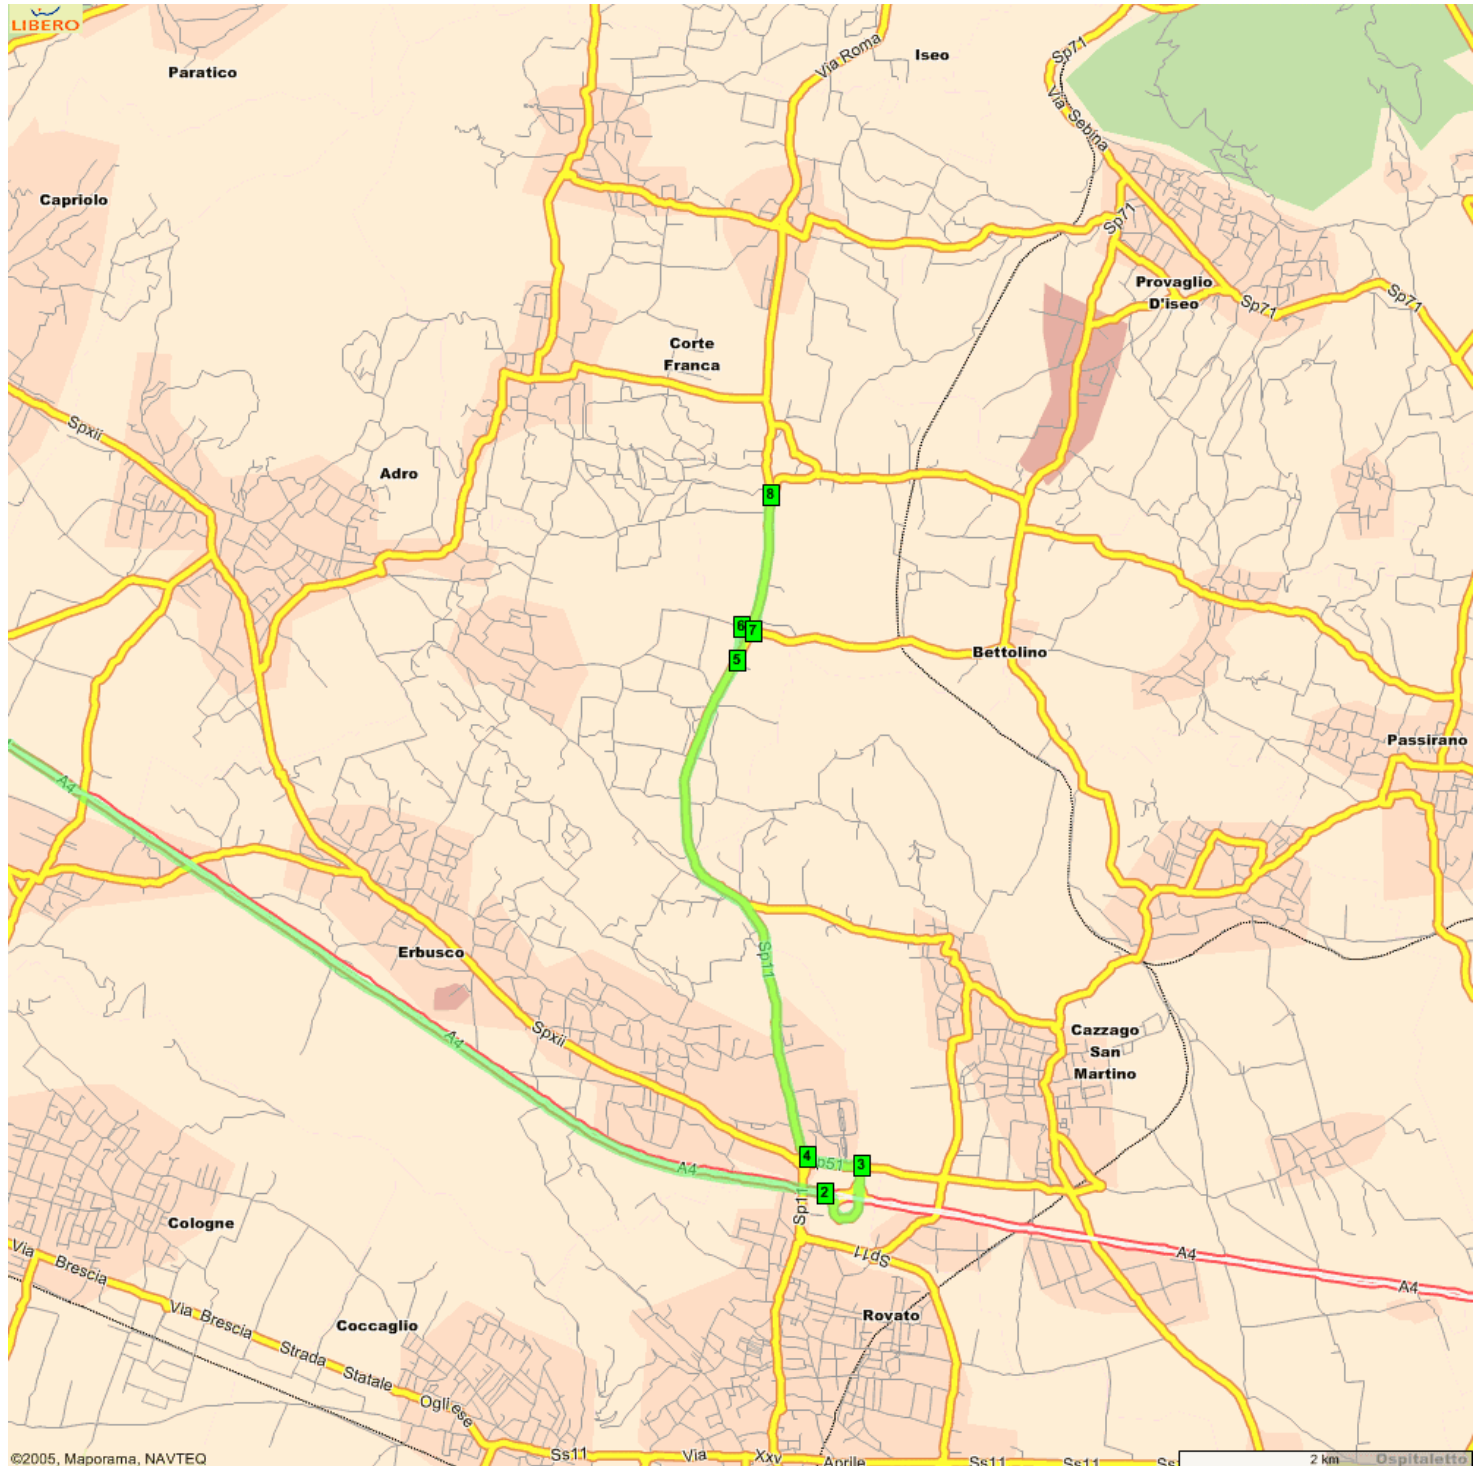 LIBERO
Paratico
Via Roma
Iseo
Sp71
Via Sebina
Capriolo
Sp71
Provaglio
D'iseo
Sp71
Sp71
Corte
Franca
Spxii
Adro
8
6
7
5
Bettolino
Passirano
A4
Sp11
Erbusco
A4
Spxii
Cazzago
San
Martino
4
p51
3
A4
2
Sp11
Cologne
Sp11
A4
A4
Via
Brescia
Via Brescia
Strada
Statale
Ogliese
Coccaglio
Rovato
Ss11
Via
Xxv
Aprile
Ss11
Ss11
Ss
2 km
Ospitaletto
©2005, Maporama, NAVTEQ